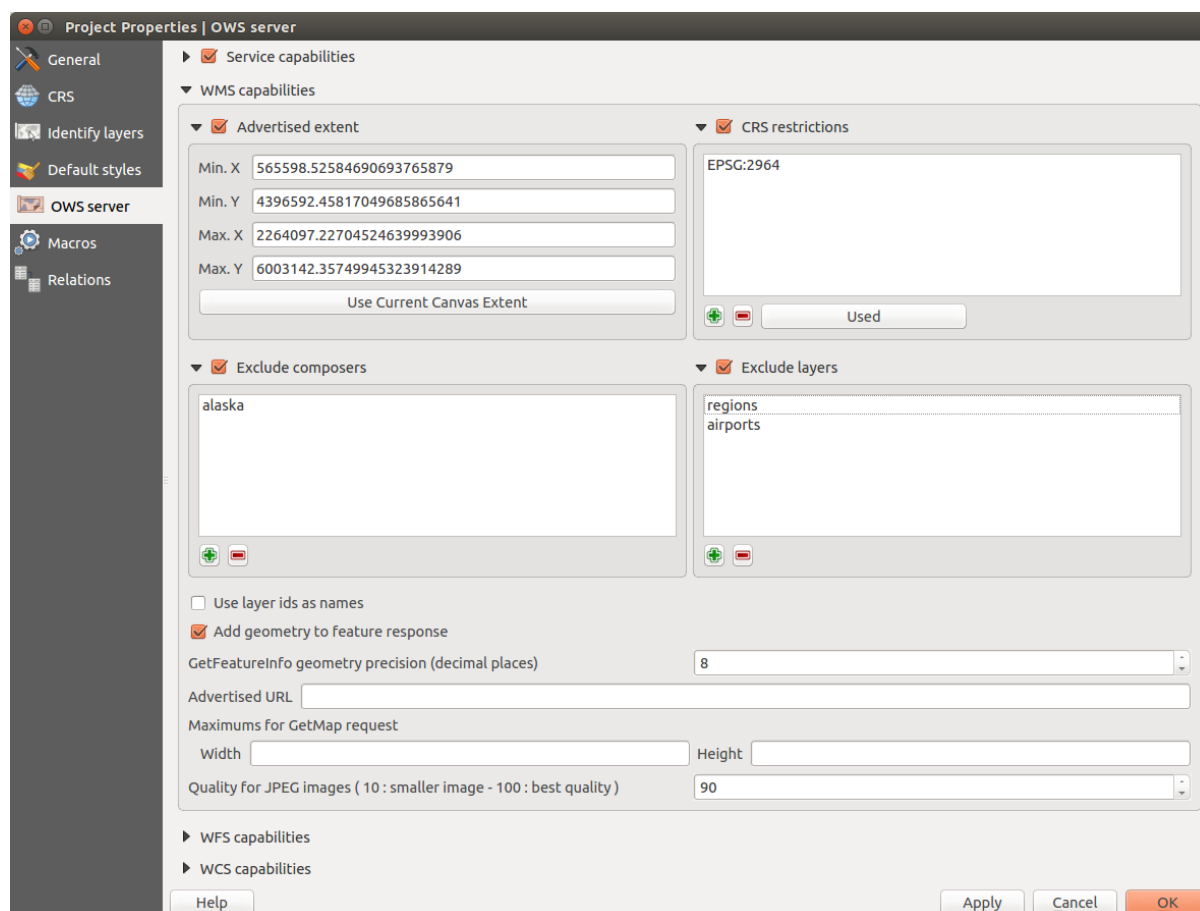 Project Properties | OWS server
General
CRS
Identify layers
Default styles
OWS server
Macros
Relations
Service capabilities
WMS capabilities
Advertised extent
Min. X 565598.52584690693765879
Min. Y 4396592.45817049685865641
Max. X 2264097.22704524639993906
Max. Y 6003142.35749945323914289
Use Current Canvas Extent
CRS restrictions
EPSG:2964
Used
Exclude composers
alaska
Exclude layers
regions
airports
Use layer ids as names
Add geometry to feature response
GetFeatureInfo geometry precision (decimal places) 8
Advertised URL
Maximums for GetMap request
Width Height
Quality for JPEG images ( 10 : smaller image - 100 : best quality ) 90
WFS capabilities
WCS capabilities
Help Apply Cancel OK